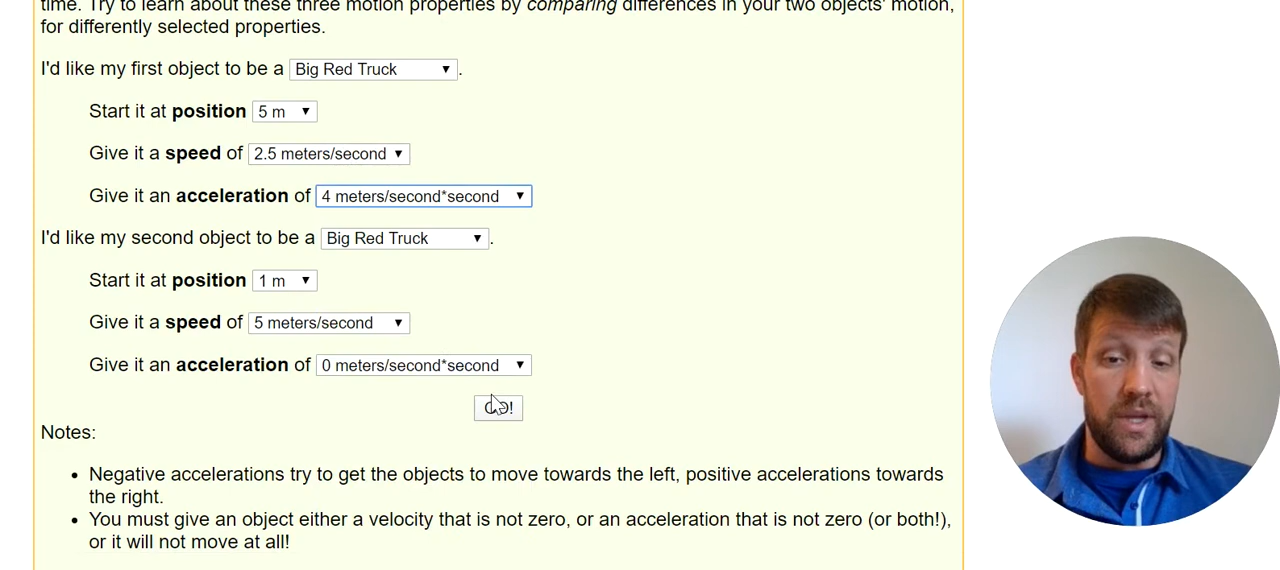 time. Try to learn about these three motion properties by comparing differences in your two objects' motion,
for differently selected properties.
I'd like my first object to be a Big Red Truck .
Start it at position 5 m
Give it a speed of 2.5 meters/second
Give it an acceleration of 4 meters/second*second
I'd like my second object to be a Big Red Truck .
Start it at position 1 m
Give it a speed of 5 meters/second
Give it an acceleration of 0 meters/second*second
Notes:
• Negative accelerations try to get the objects to move towards the left, positive accelerations towards
the right.
• You must give an object either a velocity that is not zero, or an acceleration that is not zero (or both!),
or it will not move at all!